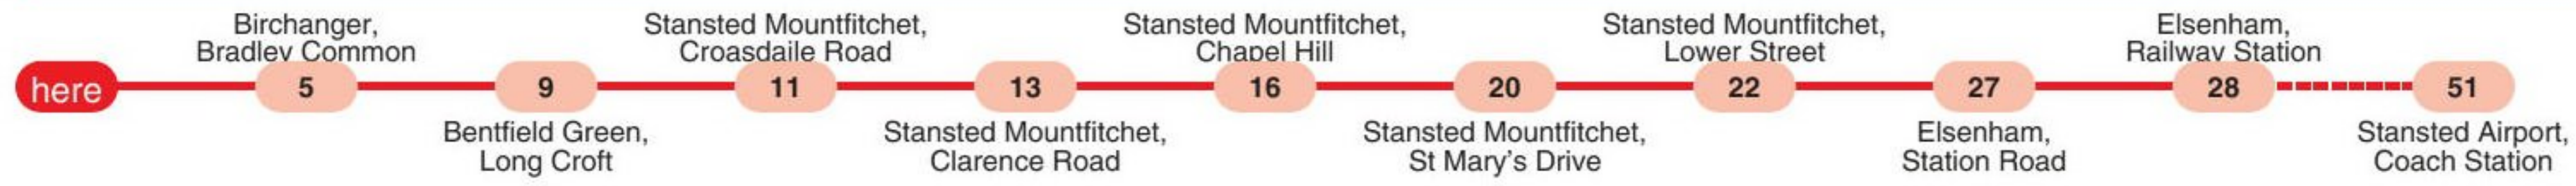 here
Birchanger,
Bradley Common
5
9
Bentfield Green,
Long Croft
Stansted Mountfitchet,
Croasdaile Road
11
13
Stansted Mountfitchet,
Clarence Road
Stansted Mountfitchet,
Chapel Hill
16
20
Stansted Mountfitchet,
St Mary's Drive
Stansted Mountfitchet,
Lower Street
22
27
Elsenham,
Station Road
Elsenham,
Railway Station
28
51
Stansted Airport,
Coach Station